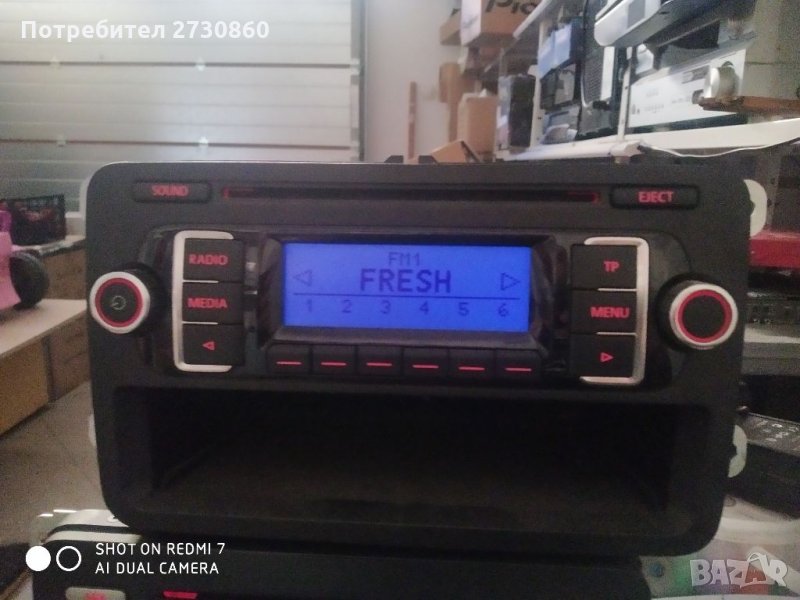 Потребител 2730860
SOUND
EJECT
RADIO
MEDIA
FM1
FRESH
1 2 3 4 5 6
TP
MENU
SHOT ON REDMI 7
AI DUAL CAMERA
BAZAR